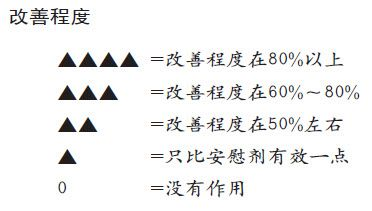 改善程度
▲▲▲▲ =改善程度在80%以上
▲▲▲ =改善程度在60%~80%
▲▲ =改善程度在50%左右
▲ =只比安慰剂有效一点
0 =没有作用